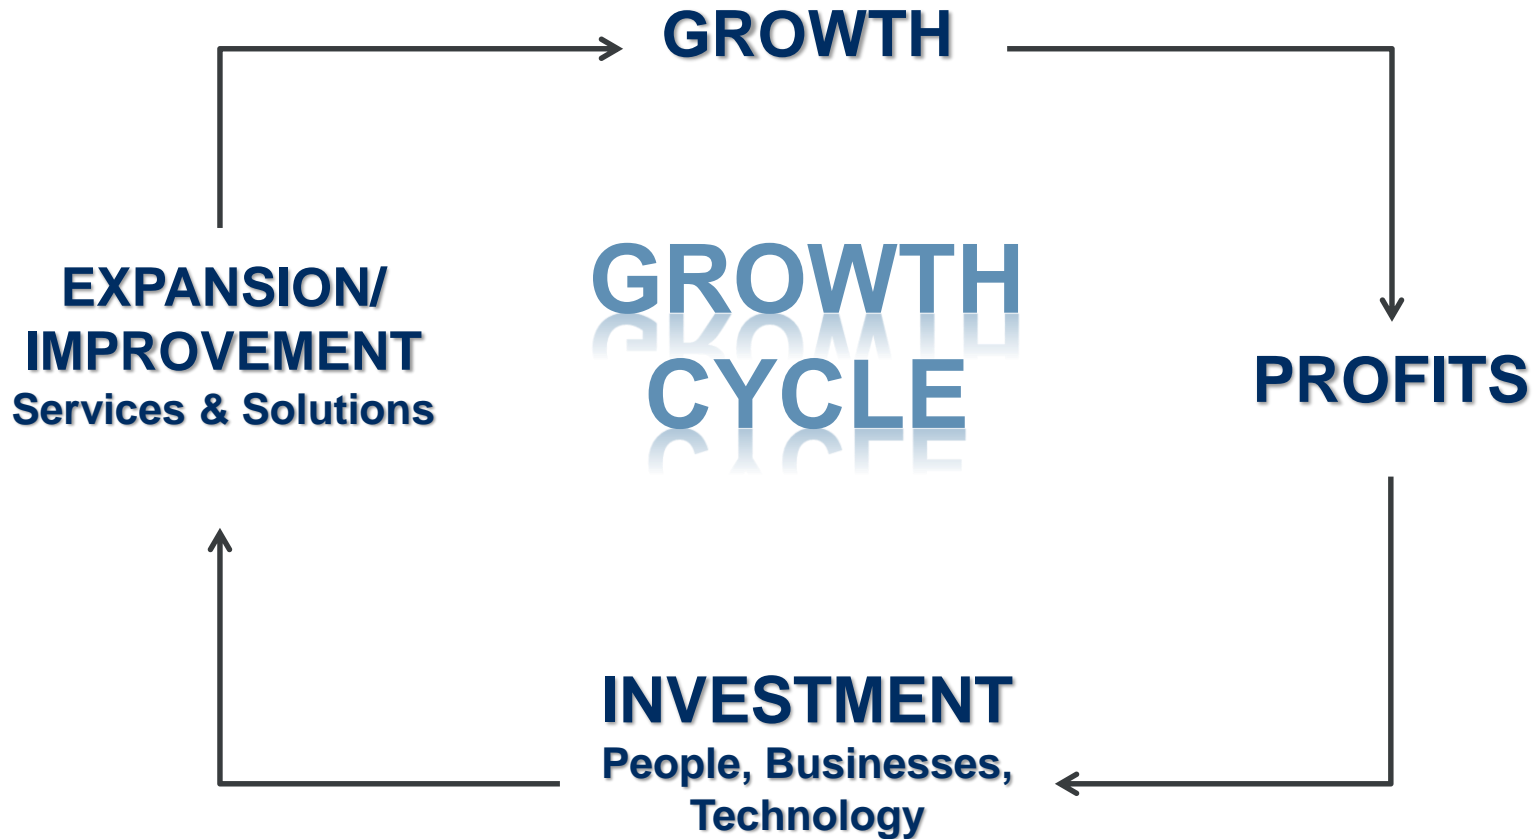 GROWTH
GROWTH
CYCLE
EXPANSION/
IMPROVEMENT
Services & Solutions
PROFITS
INVESTMENT
People, Businesses,
Technology